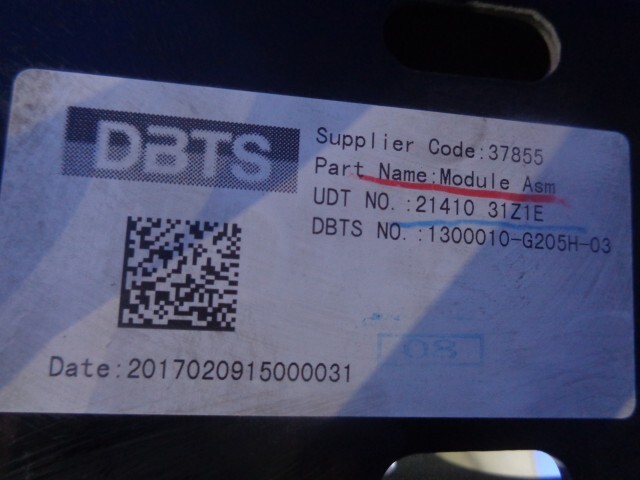 DBTS
Supplier Code:37855
Part Name:Module Asm
UDT NO.:21410 31Z1E
DBTS NO.:1300010-G205H-03
08
Date:2017020915000031